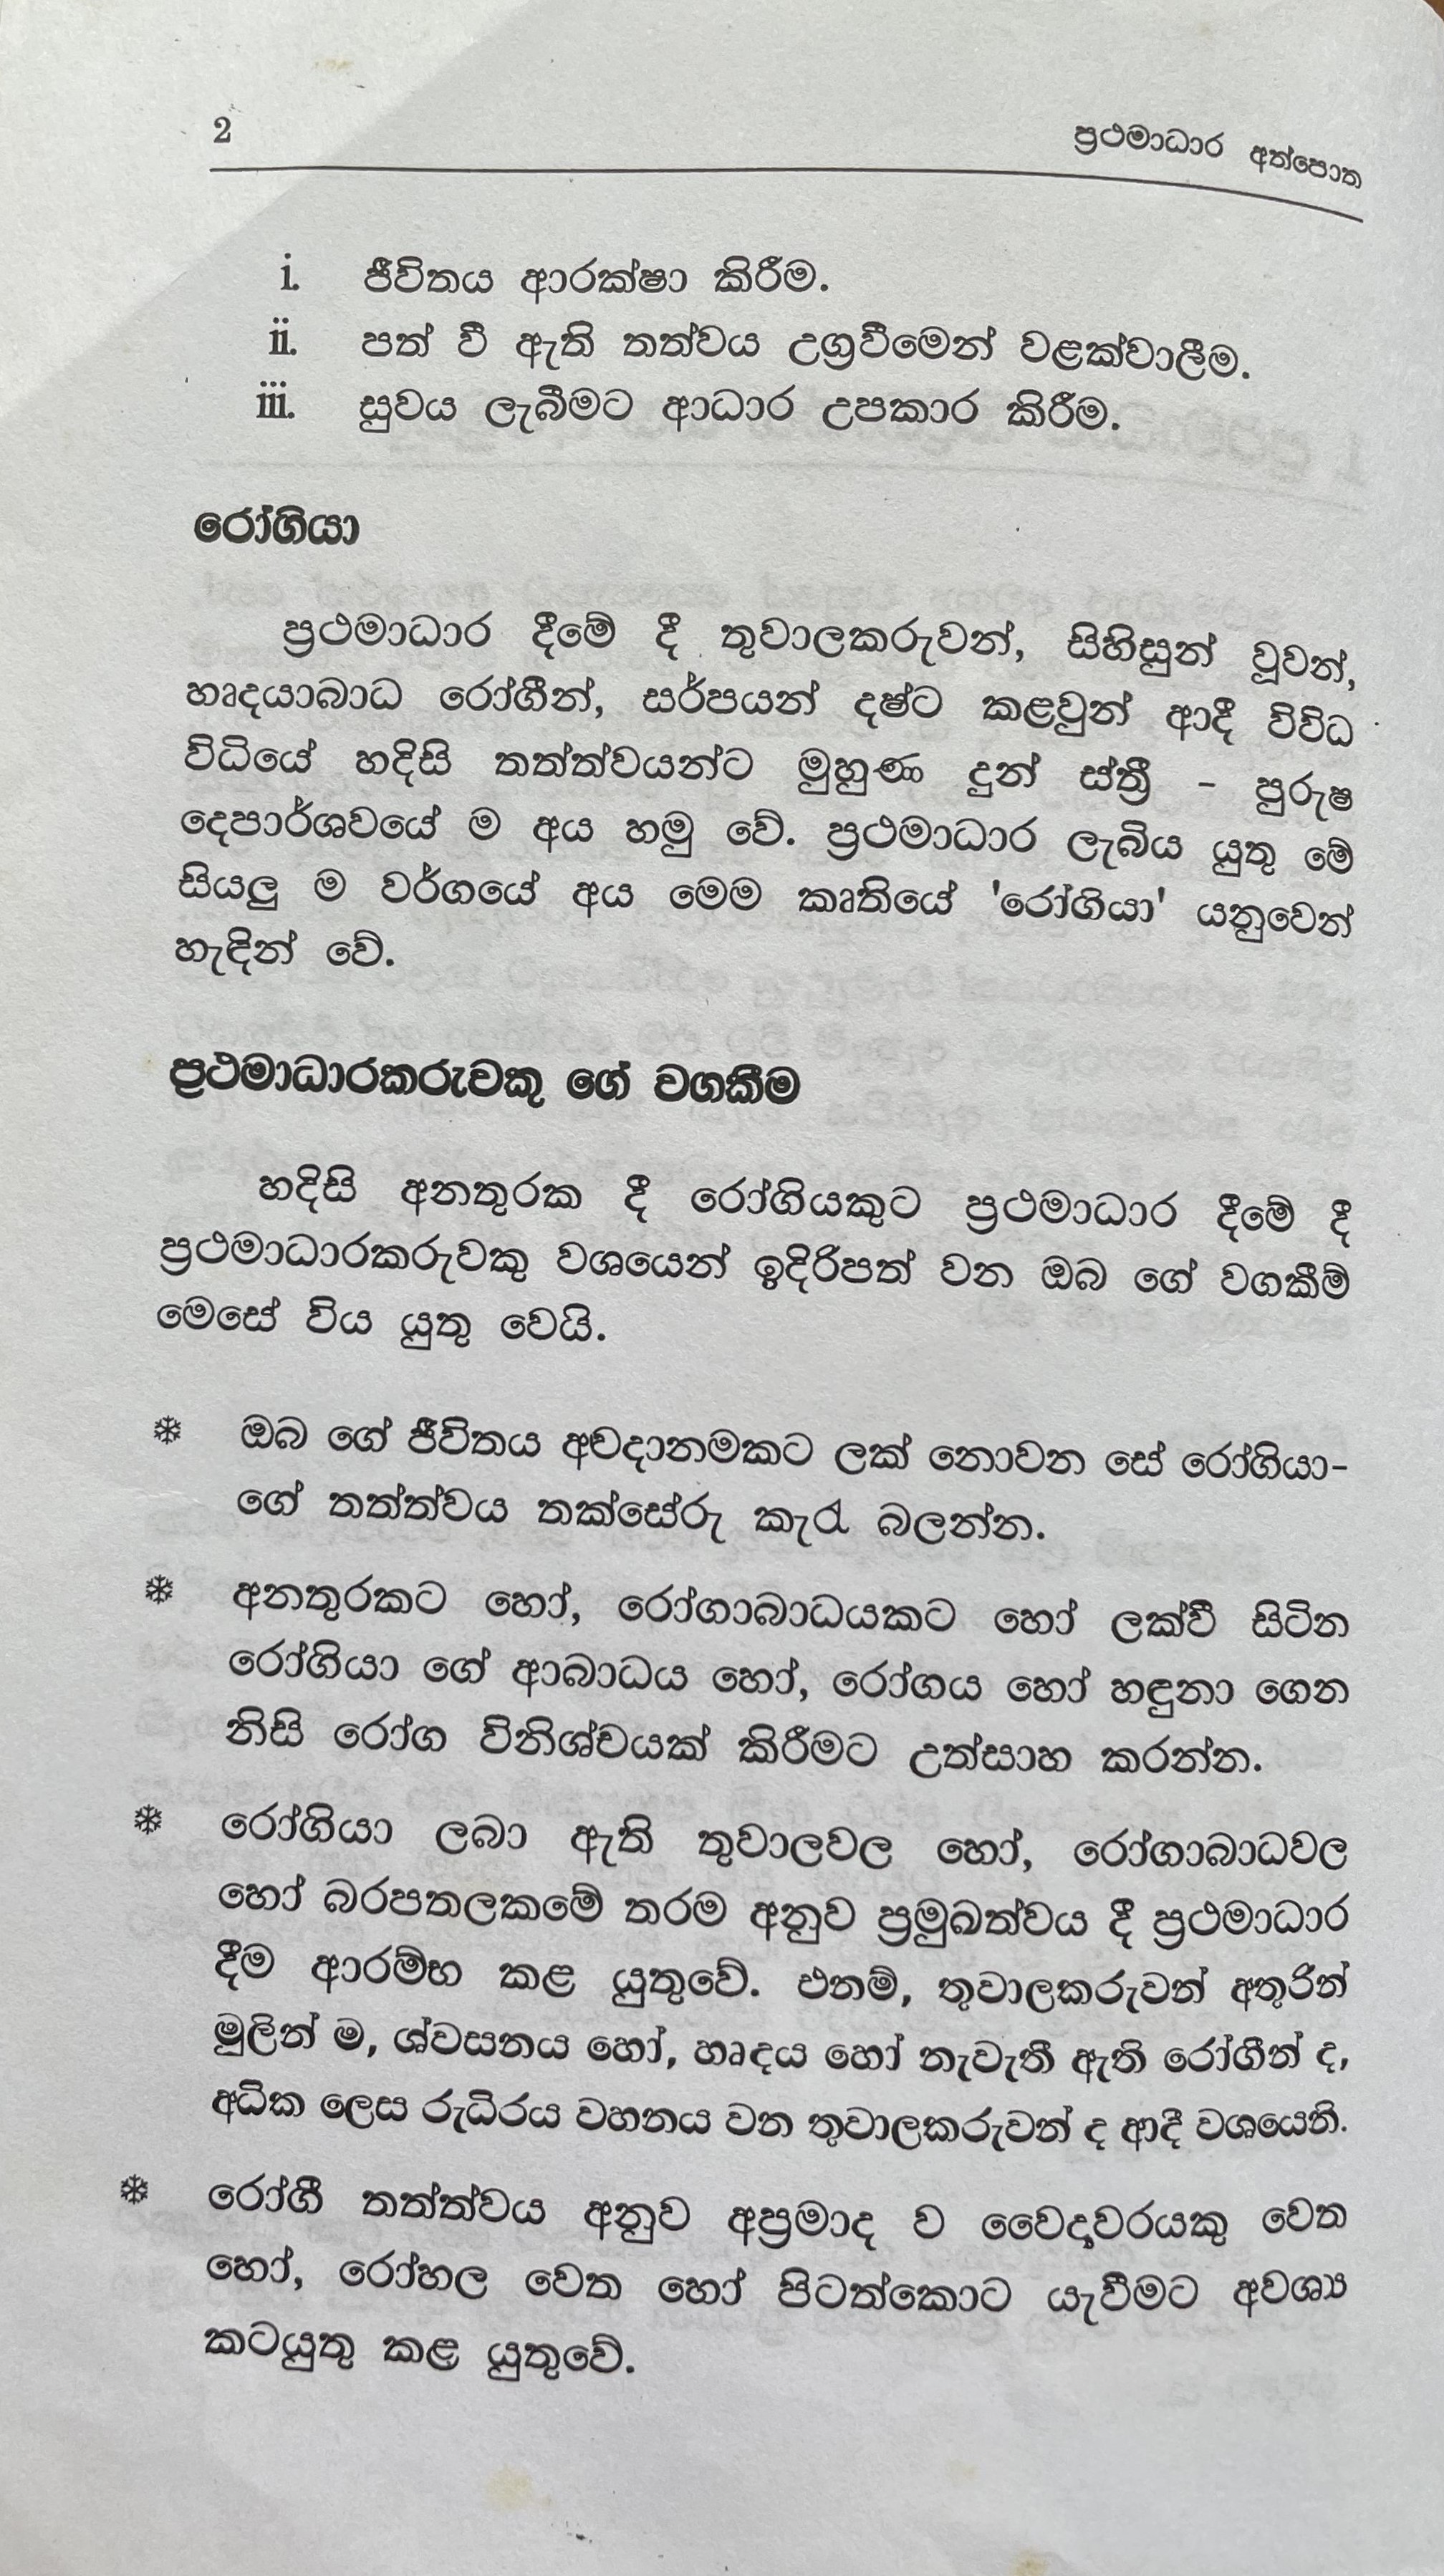 2
ප්‍රථමාධාර අත්පොත
i. ජීවිතය ආරක්ෂා කිරීම.
ii. පත් වී ඇති තත්වය උග්‍රවීමෙන් වළක්වාලීම.
iii. සුවය ලැබීමට ආධාර උපකාර කිරීම.
රෝගියා
ප්‍රථමාධාර දීමේ දී තුවාලකරුවන්, සිහිසුන් වූවන්,
හෘදයාබාධ රෝගීන්, සර්පයන් දෂ්ට කළවුන් ආදී විවිධ
විධියේ හදිසි තත්ත්වයන්ට මුහුණ දුන් ස්ත්‍රී - පුරුෂ
දෙපාර්ශවයේ ම අය හමු වේ. ප්‍රථමාධාර ලැබිය යුතු මේ
සියලු ම වර්ගයේ අය මෙම කෘතියේ 'රෝගියා' යනුවෙන්
හැඳින් වේ.
ප්‍රථමාධාරකරුවකු ගේ වගකීම
හදිසි අනතුරක දී රෝගියකුට ප්‍රථමාධාර දීමේ දී
ප්‍රථමාධාරකරුවකු වශයෙන් ඉදිරිපත් වන ඔබ ගේ වගකීම්
මෙසේ විය යුතු වෙයි.
❄ ඔබ ගේ ජීවිතය අවදානමකට ලක් නොවන සේ රෝගියා-
ගේ තත්ත්වය තක්සේරු කැරැ බලන්න.
❄ අනතුරකට හෝ, රෝගාබාධයකට හෝ ලක්වී සිටින
රෝගියා ගේ ආබාධය හෝ, රෝගය හෝ හඳුනා ගෙන
නිසි රෝග විනිශ්චයක් කිරීමට උත්සාහ කරන්න.
❄ රෝගියා ලබා ඇති තුවාලවල හෝ, රෝගාබාධවල
හෝ බරපතලකමේ තරම අනුව ප්‍රමුඛත්වය දී ප්‍රථමාධාර
දීම ආරම්භ කළ යුතුවේ. එනම්, තුවාලකරුවන් අතුරින්
මුලින් ම, ශ්වසනය හෝ, හෘදය හෝ නැවැතී ඇති රෝගීන් ද,
අධික ලෙස රුධිරය වහනය වන තුවාලකරුවන් ද ආදී වශයෙනි.
❄ රෝගී තත්ත්වය අනුව අප්‍රමාද ව වෛද්‍යවරයකු වෙත
හෝ, රෝහල වෙත හෝ පිටත්කොට යැවීමට අවශ්‍ය
කටයුතු කළ යුතුවේ.